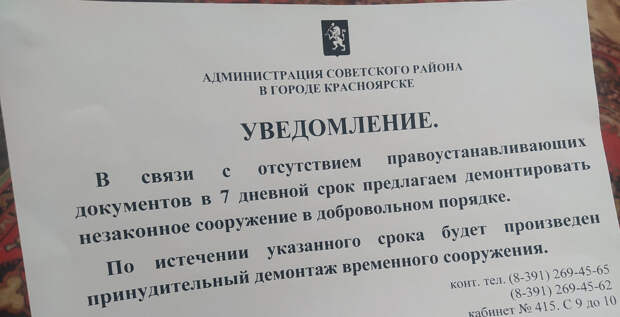 АДМИНИСТРАЦИЯ СОВЕТСКОГО РАЙОНА
В ГОРОДЕ КРАСНОЯРСКЕ
УВЕДОМЛЕНИЕ.
В связи с отсутствием правоустанавливающих
документов в 7 дневной срок предлагаем демонтировать
незаконное сооружение в добровольном порядке.
По истечении указанного срока будет произведен
принудительный демонтаж временного сооружения.
конт. тел. (8-391) 269-45-65
(8-391) 269-45-62
кабинет № 415. С 9 до 10